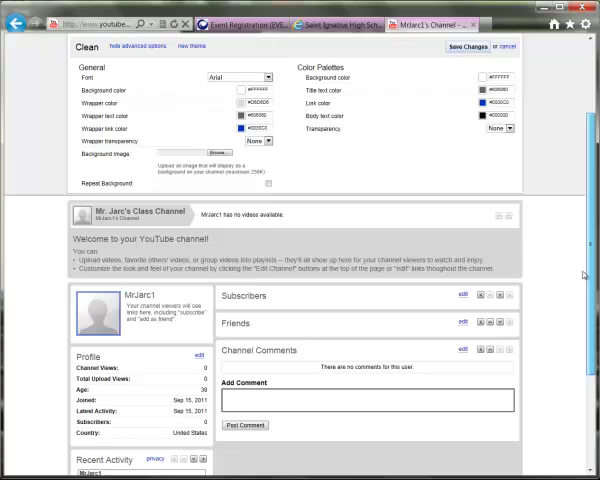 http://www.youtube...
Event Registration (EVE...
Saint Ignatius High Sch...
MrJarc1's Channel - ...
Clean
hide advanced options
new theme
Save Changes or cancel
General
Font Arial
Background color #FFFFFF
Wrapper color #D6D6D6
Wrapper text color #606060
Wrapper link color #0030C0
Wrapper transparency None
Background Image: Browse...
Upload an image that will display as a
background on your channel (maximum 256K).
Repeat Background:
Color Palettes
Background color #FFFFFF
Title text color #606060
Link color #0030C0
Body text color #000000
Transparency None
Mr. Jarc's Class Channel
MrJarc1's Channel
MrJarc1 has no videos available.
Welcome to your YouTube channel!
You can:
• Upload videos, favorite others' videos, or group videos into playlists -- they'll all show up here for your channel viewers to watch and enjoy.
• Customize the look and feel of your channel by clicking the "Edit Channel" buttons at the top of the page or "edit" links thoughout the channel.
MrJarc1
Your channel viewers will see
links here, including "subscribe"
and "add as friend".
Profile edit
Channel Views: 0
Total Upload Views: 0
Age: 39
Joined: Sep 15, 2011
Latest Activity: Sep 15, 2011
Subscribers: 0
Country: United States
Recent Activity privacy
MrJarc1
Subscribers edit
Friends edit
Channel Comments edit
There are no comments for this user.
Add Comment
Post Comment